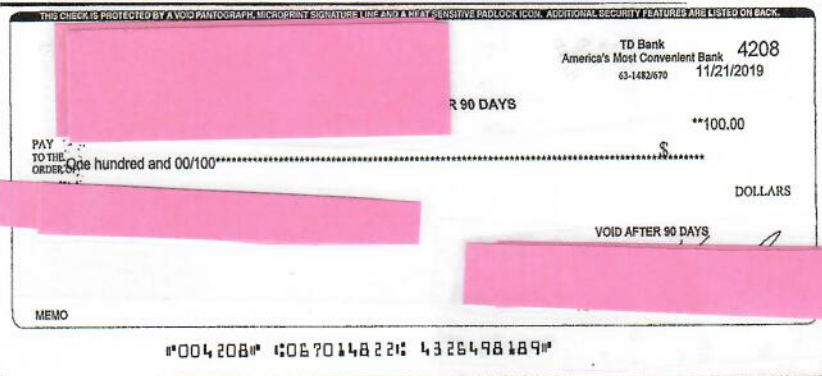 THIS CHECK IS PROTECTED BY A VOID PANTOGRAPH, MICROPRINT SIGNATURE LINE AND A HEAT SENSITIVE PADLOCK ICON. ADDITIONAL SECURITY FEATURES ARE LISTED ON BACK.
TD Bank
America's Most Convenient Bank
4208
63-1482/670
11/21/2019
R 90 DAYS
**100.00
PAY
TO THE
ORDER OF
$
One hundred and 00/100****************************************************************
DOLLARS
VOID AFTER 90 DAYS
MEMO
⑈004208⑈ ⑆067014822⑆ 4326498189⑈